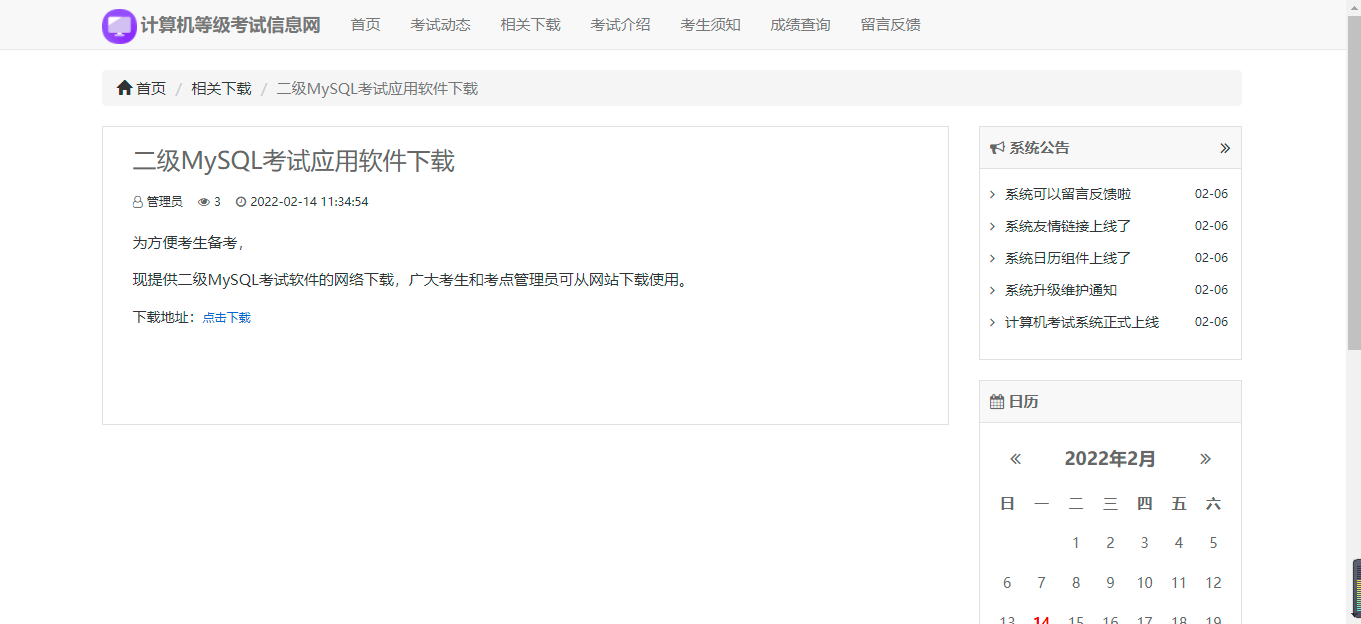 计算机等级考试信息网 首页 考试动态 相关下载 考试介绍 考生须知 成绩查询 留言反馈
首页 / 相关下载 / 二级MySQL考试应用软件下载
二级MySQL考试应用软件下载
管理员 3 2022-02-14 11:34:54
为方便考生备考，
现提供二级MySQL考试软件的网络下载，广大考生和考点管理员可从网站下载使用。
下载地址：点击下载
系统公告 »
系统可以留言反馈啦 02-06
系统友情链接上线了 02-06
系统日历组件上线了 02-06
系统升级维护通知 02-06
计算机考试系统正式上线 02-06
日历
« 2022年2月 »
日 一 二 三 四 五 六
1 2 3 4 5
6 7 8 9 10 11 12
13 14 15 16 17 18 19